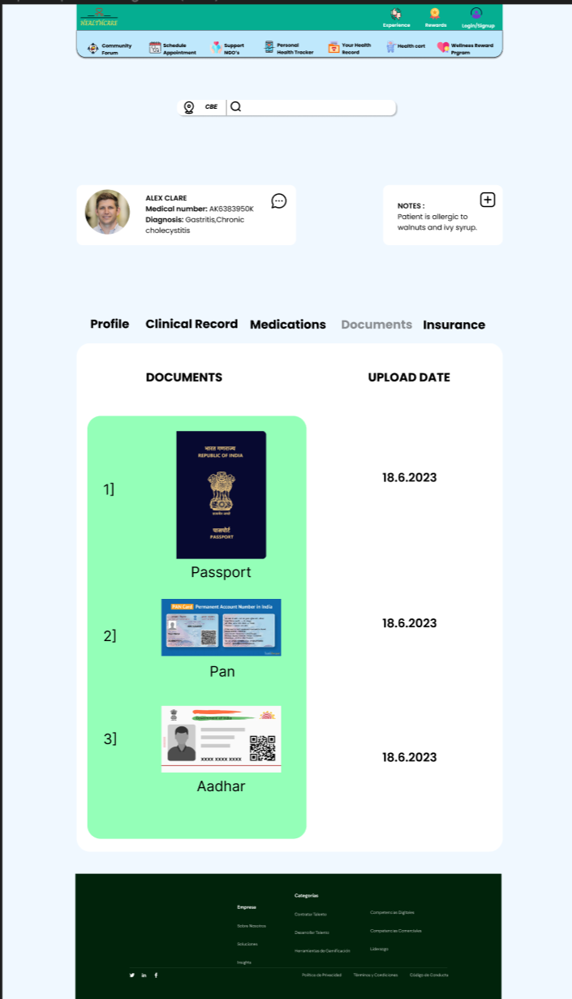 HEALTHCARE
Experience
Rewards
Login/Signup
Community
Forum
Schedule
Appointment
Support
NGO's
Personal
Health Tracker
Your Health
Record
Health cart
Wellness Reward
Prgram
CBE
ALEX CLARE
Medical number: AK6383950K
Diagnosis: Gastritis,Chronic
cholecystitis
NOTES :
Patient is allergic to
walnuts and ivy syrup.
Profile
Clinical Record
Medications
Documents
Insurance
DOCUMENTS
UPLOAD DATE
1]
भारत गणराज्य
REPUBLIC OF INDIA
सत्यमेव जयते
पासपोर्ट
PASSPORT
Passport
18.6.2023
2]
PAN Card Permanent Account Number in India
Pan
18.6.2023
3]
Government of India
XXXX XXXX XXXX
Aadhar
18.6.2023
Categorías
Empresa
Contratar Talento
Competencias Digitales
Sobre Nosotros
Desarrollar Talento
Competencias Comerciales
Soluciones
Herramientas de Gamificación
Liderazgo
Insights
Política de Privacidad
Términos y Condiciones
Código de Conducta